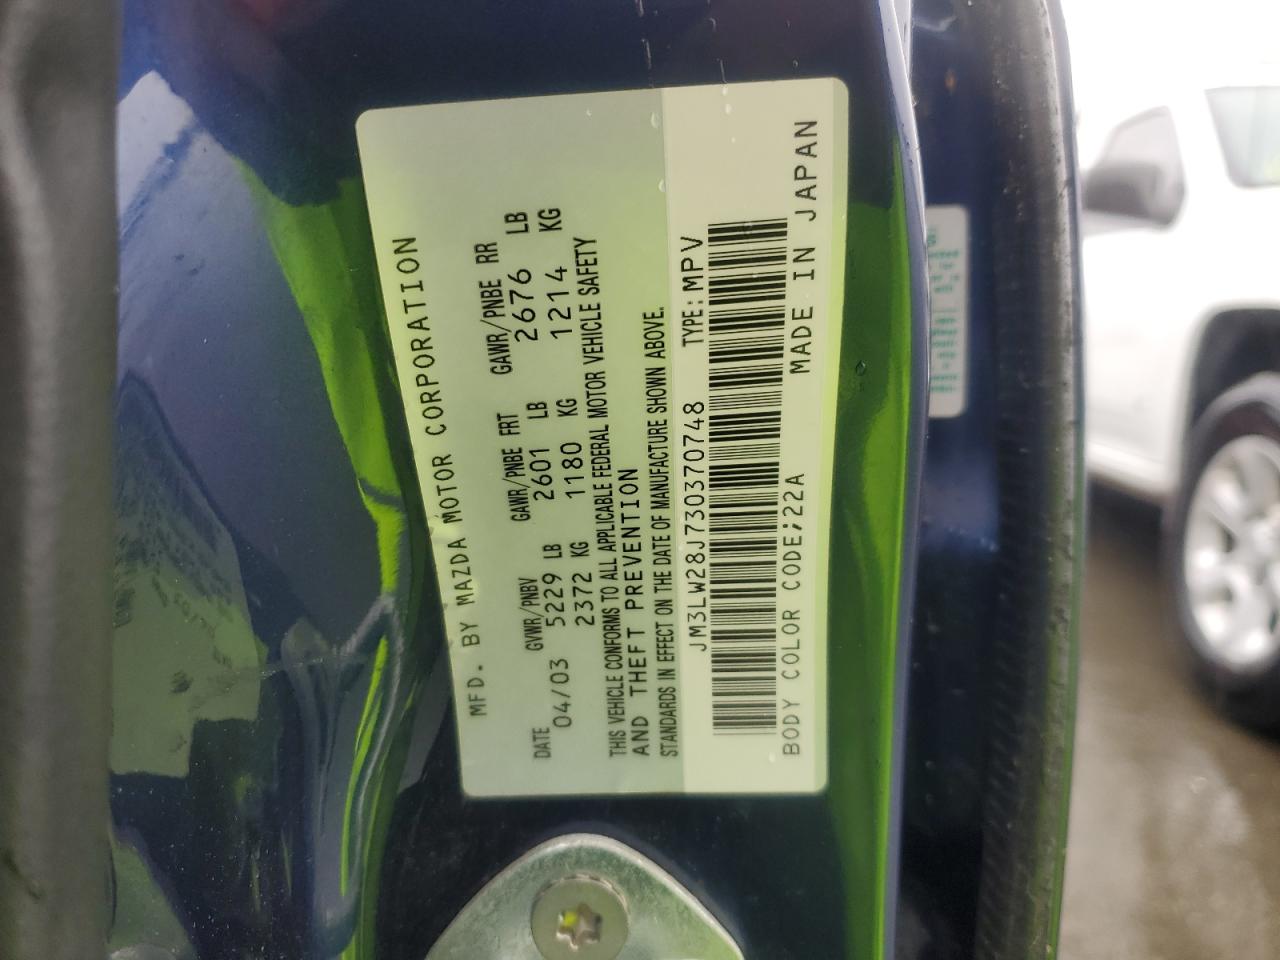 MFD. BY MAZDA MOTOR CORPORATION
DATE GVWR/PNBV GAWR/PNBE FRT GAWR/PNBE RR
04/03 5229 LB 2601 LB 2676 LB
2372 KG 1180 KG 1214 KG
THIS VEHICLE CONFORMS TO ALL APPLICABLE FEDERAL MOTOR VEHICLE SAFETY
AND THEFT PREVENTION
STANDARDS IN EFFECT ON THE DATE OF MANUFACTURE SHOWN ABOVE.
JM3LW28J730370748 TYPE: MPV
BODY COLOR CODE;22A MADE IN JAPAN